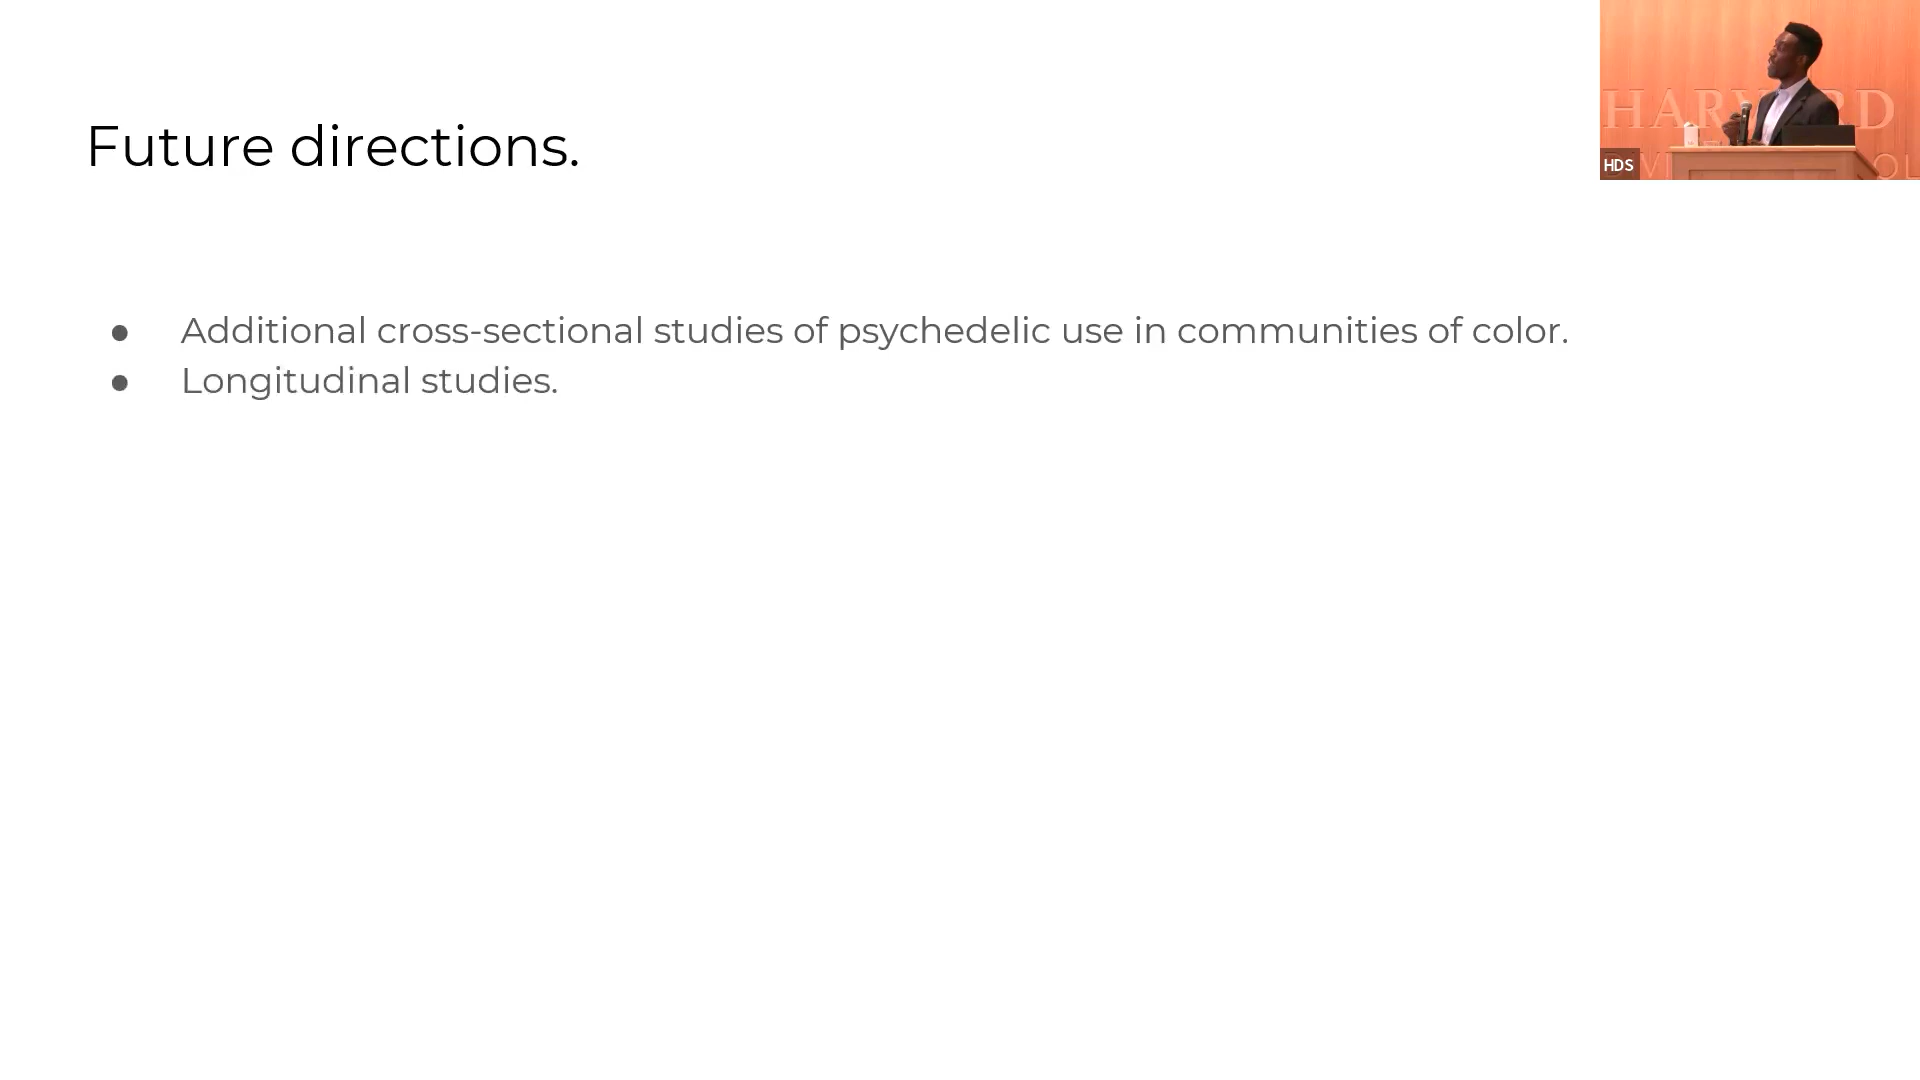 Future directions.
HARVARD
HDS
● Additional cross-sectional studies of psychedelic use in communities of color.
● Longitudinal studies.